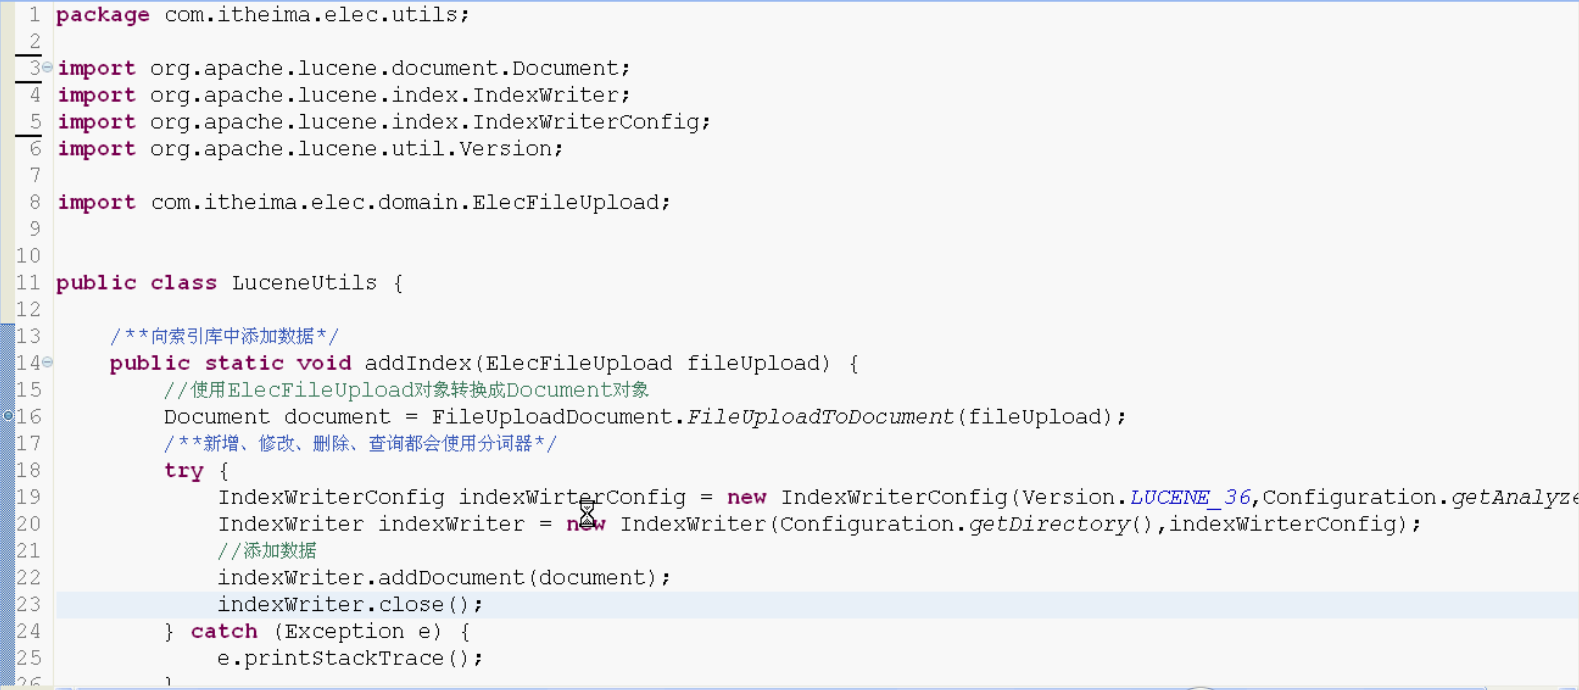 1 package com.itheima.elec.utils;
2
3 import org.apache.lucene.document.Document;
4 import org.apache.lucene.index.IndexWriter;
5 import org.apache.lucene.index.IndexWriterConfig;
6 import org.apache.lucene.util.Version;
7
8 import com.itheima.elec.domain.ElecFileUpload;
9
10
11 public class LuceneUtils {
12
13 /**向索引库中添加数据*/
14 public static void addIndex(ElecFileUpload fileUpload) {
15 //使用ElecFileUpload对象转换成Document对象
16 Document document = FileUploadDocument.FileUploadToDocument(fileUpload);
17 /**新增、修改、删除、查询都会使用分词器*/
18 try {
19 IndexWriterConfig indexWirterConfig = new IndexWriterConfig(Version.LUCENE_36,Configuration.getAnalyze
20 IndexWriter indexWriter = new IndexWriter(Configuration.getDirectory(),indexWirterConfig);
21 //添加数据
22 indexWriter.addDocument(document);
23 indexWriter.close();
24 } catch (Exception e) {
25 e.printStackTrace();
26 }